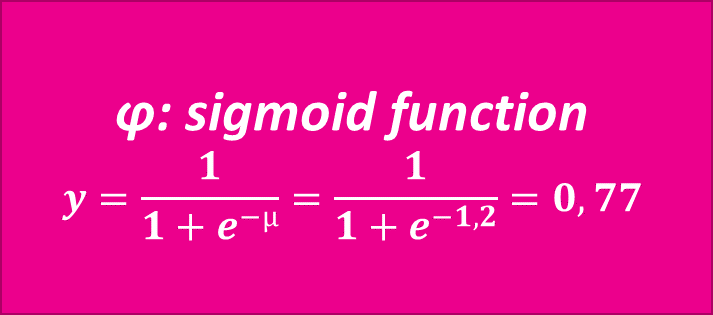 φ: sigmoid function
y = 1 / (1 + e^−μ) = 1 / (1 + e^−1,2) = 0,77